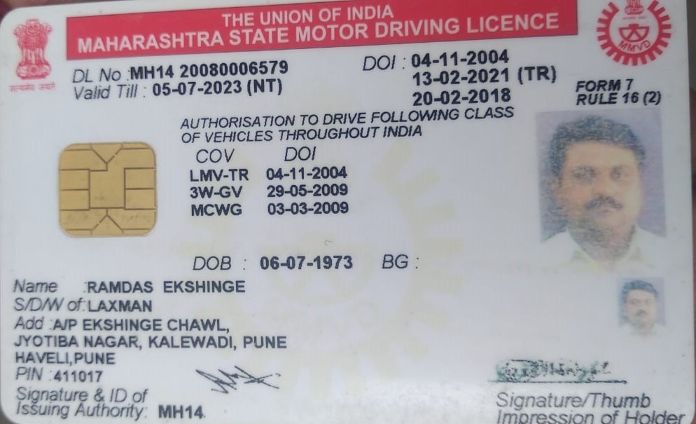 THE UNION OF INDIA
MAHARASHTRA STATE MOTOR DRIVING LICENCE
DL No : MH14 20080006579 DOI : 04-11-2004
Valid Till : 05-07-2023 (NT) 13-02-2021 (TR)
20-02-2018
FORM 7
RULE 16 (2)
AUTHORISATION TO DRIVE FOLLOWING CLASS
OF VEHICLES THROUGHOUT INDIA
COV DOI
LMV-TR 04-11-2004
3W-GV 29-05-2009
MCWG 03-03-2009
DOB : 06-07-1973 BG :
Name : RAMDAS EKSHINGE
S/D/W of : LAXMAN
Add : A/P EKSHINGE CHAWL,
JYOTIBA NAGAR, KALEWADI, PUNE
HAVELI,PUNE
PIN : 411017
Signature & ID of
Issuing Authority: MH14
Signature/Thumb
Impression of Holder
सत्यमेव जयते
MMVD